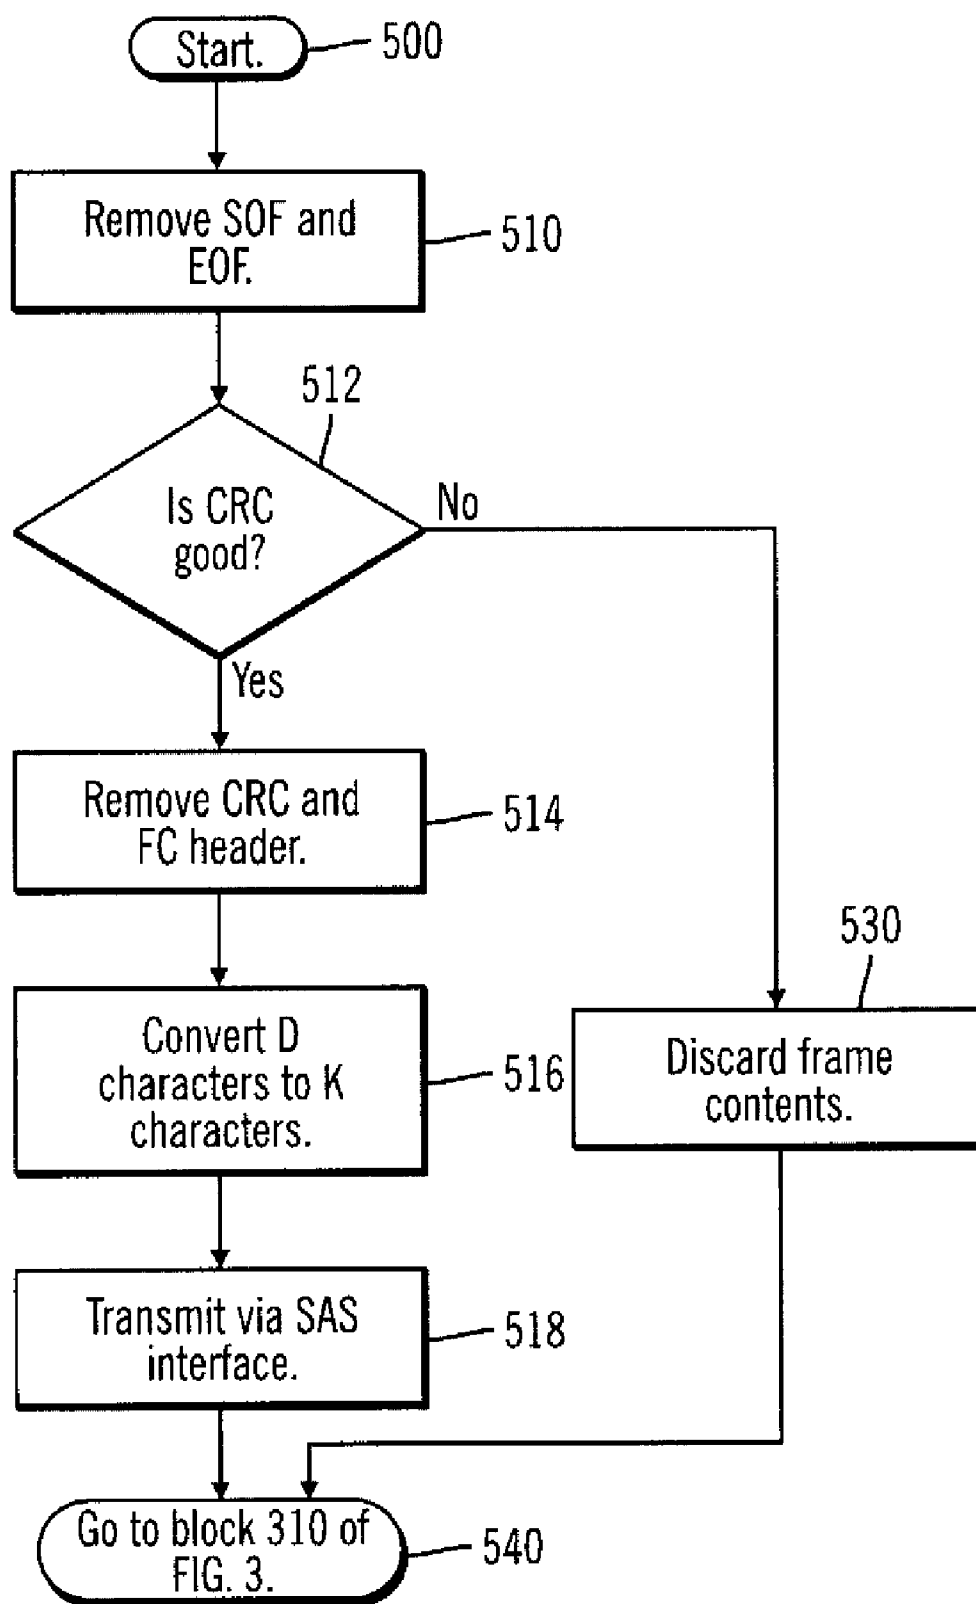 Start.
500
Remove SOF and
EOF.
510
512
Is CRC
good?
No
Yes
Remove CRC and
FC header.
514
530
Convert D
characters to K
characters.
516
Discard frame
contents.
Transmit via SAS
interface.
518
Go to block 310 of
FIG. 3.
540